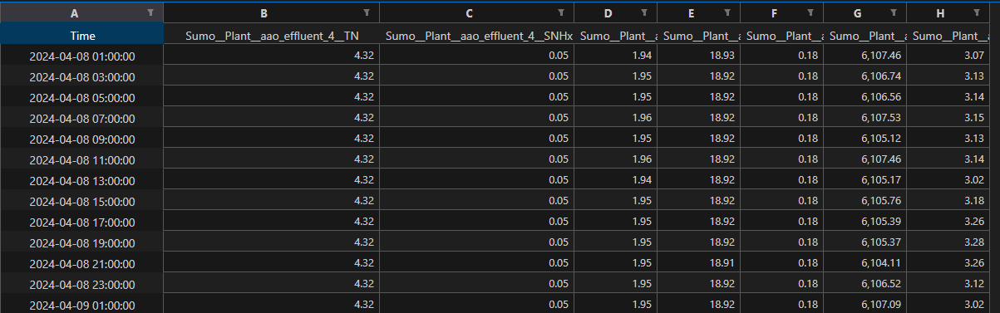 A B C D E F G H
Time Sumo__Plant__aao_effluent_4__TN Sumo__Plant__aao_effluent_4__SNHx Sumo__Plant__a Sumo__Plant__a Sumo__Plant__a Sumo__Plant__a Sumo__Plant__a
2024-04-08 01:00:00 4.32 0.05 1.94 18.93 0.18 6,107.46 3.07
2024-04-08 03:00:00 4.32 0.05 1.95 18.92 0.18 6,106.74 3.13
2024-04-08 05:00:00 4.32 0.05 1.95 18.92 0.18 6,106.56 3.14
2024-04-08 07:00:00 4.32 0.05 1.96 18.92 0.18 6,107.53 3.15
2024-04-08 09:00:00 4.32 0.05 1.95 18.92 0.18 6,105.12 3.13
2024-04-08 11:00:00 4.32 0.05 1.96 18.92 0.18 6,107.46 3.14
2024-04-08 13:00:00 4.32 0.05 1.94 18.92 0.18 6,105.17 3.02
2024-04-08 15:00:00 4.32 0.05 1.95 18.92 0.18 6,105.76 3.18
2024-04-08 17:00:00 4.32 0.05 1.95 18.92 0.18 6,105.39 3.26
2024-04-08 19:00:00 4.32 0.05 1.95 18.92 0.18 6,105.37 3.28
2024-04-08 21:00:00 4.32 0.05 1.95 18.91 0.18 6,104.11 3.26
2024-04-08 23:00:00 4.32 0.05 1.95 18.92 0.18 6,106.52 3.12
2024-04-09 01:00:00 4.32 0.05 1.95 18.92 0.18 6,107.09 3.02